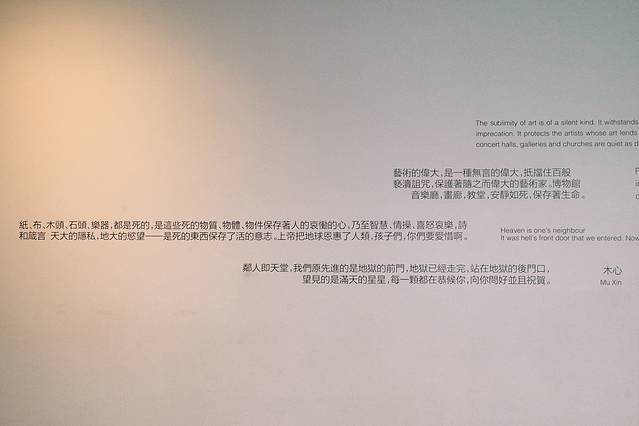 The sublimity of art is of a silent kind. It withstands
imprecation. It protects the artists whose art lends
concert halls, galleries and churches are quiet as d
藝術的偉大，是一種無言的偉大，抵擋住百般
褻瀆詛咒，保護著隨之而偉大的藝術家。博物館
音樂廳，畫廊，教堂，安靜如死，保存著生命。
紙、布、木頭、石頭、樂器，都是死的，是這些死的物質、物體、物件保存著人的哀慟的心，乃至智慧、情操、喜怒哀樂，詩
和箴言 天大的隱私，地大的慾望——是死的東西保存了活的意志。上帝把地球恩惠了人類，孩子們，你們要愛惜啊。
Heaven is one's neighbour
It was hell's front door that we entered. Now
鄰人即天堂，我們原先進的是地獄的前門，地獄已經走完，站在地獄的後門口，
望見的是滿天的星星，每一顆都在恭候你，向你問好並且祝賀。
木心
Mu Xin